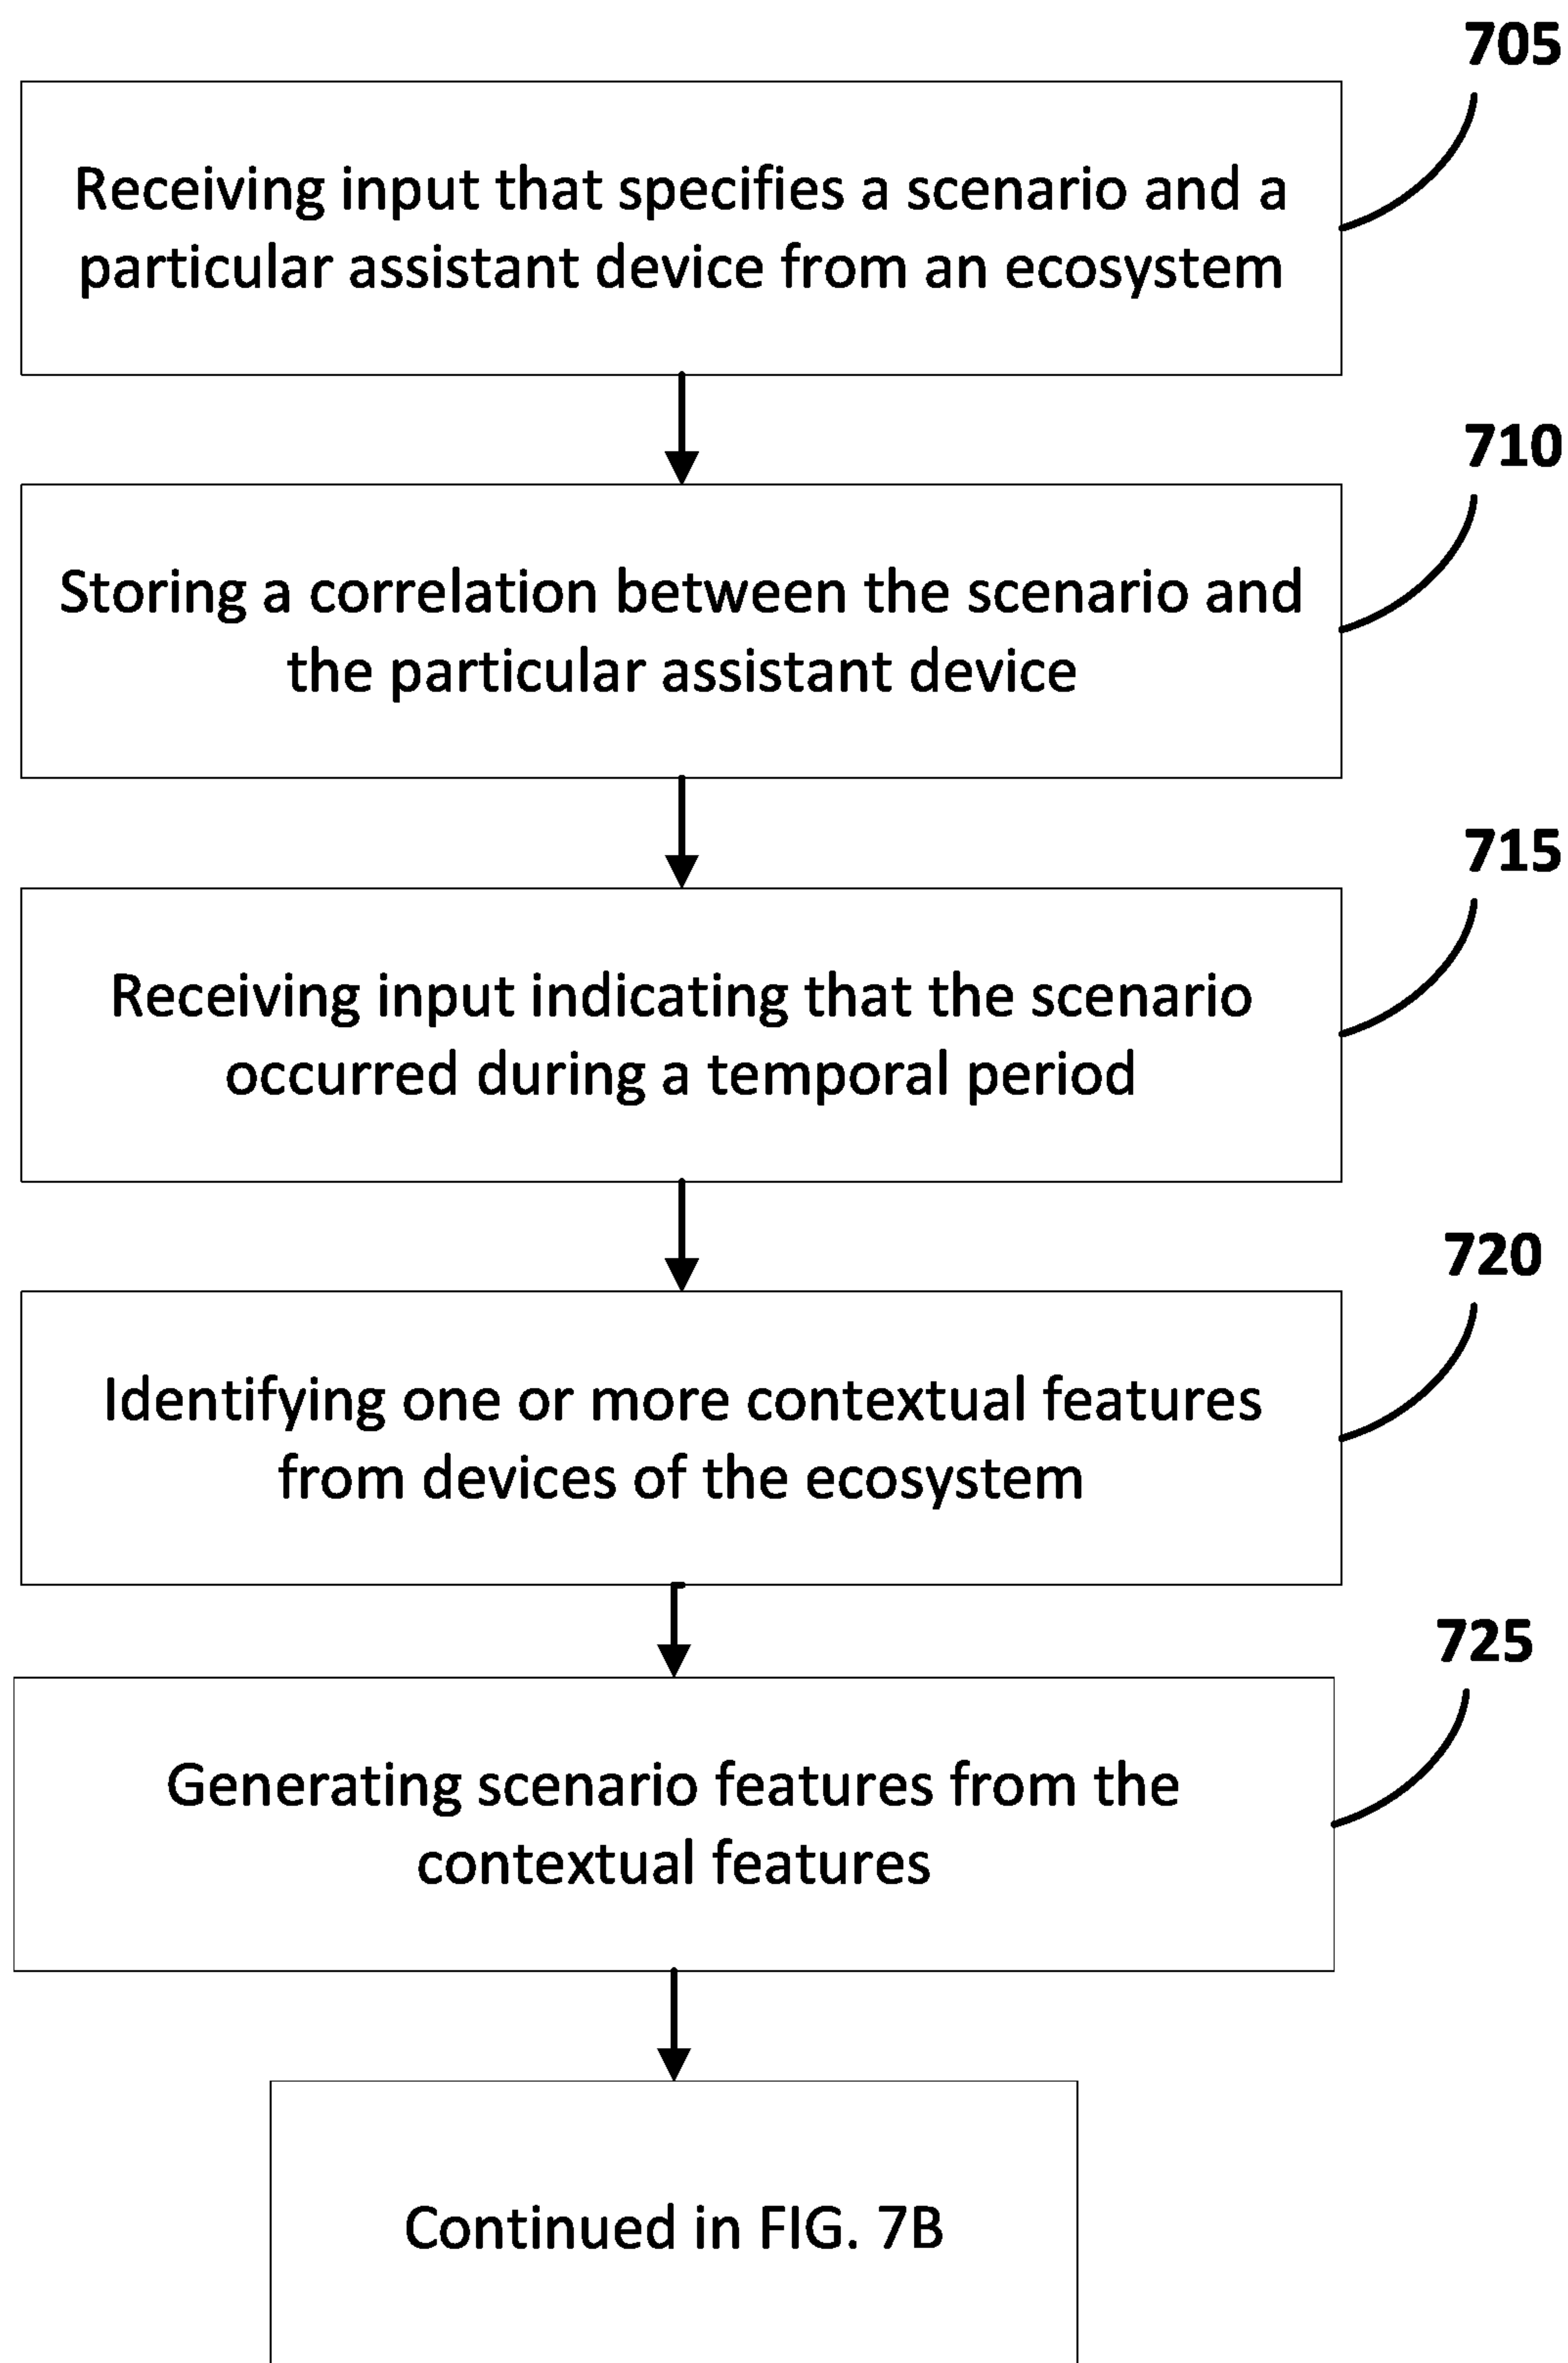 705
Receiving input that specifies a scenario and a
particular assistant device from an ecosystem
710
Storing a correlation between the scenario and
the particular assistant device
715
Receiving input indicating that the scenario
occurred during a temporal period
720
Identifying one or more contextual features
from devices of the ecosystem
725
Generating scenario features from the
contextual features
Continued in FIG. 7B